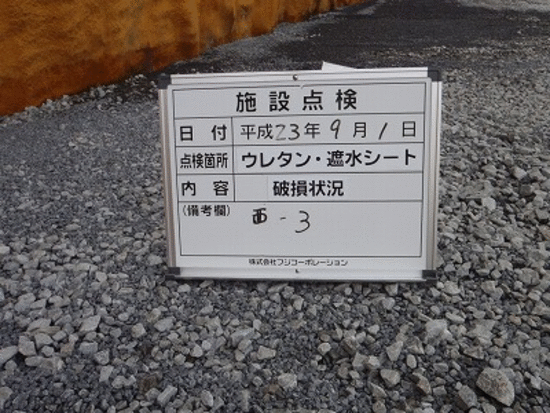 施設点検
日付 平成23年9月1日
点検箇所 ウレタン・遮水シート
内容 破損状況
(備考欄) 西-3
株式会社フジコーポレーション